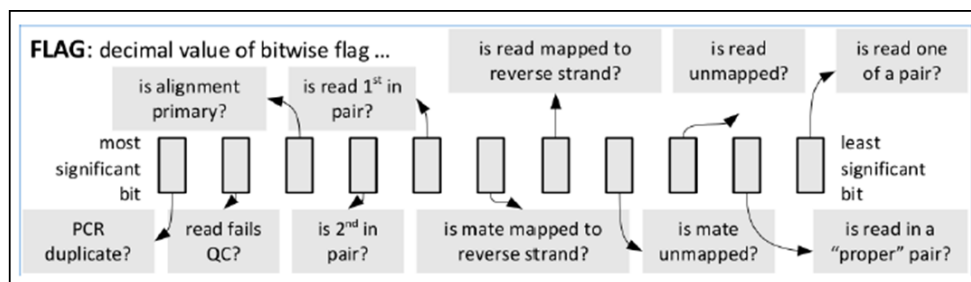 FLAG: decimal value of bitwise flag ...
is read mapped to
reverse strand?
is read
unmapped?
is read one
of a pair?
is alignment
primary?
is read 1st in
pair?
most
significant
bit
least
significant
bit
PCR
duplicate?
read fails
QC?
is 2nd in
pair?
is mate mapped to
reverse strand?
is mate
unmapped?
is read in a
“proper” pair?